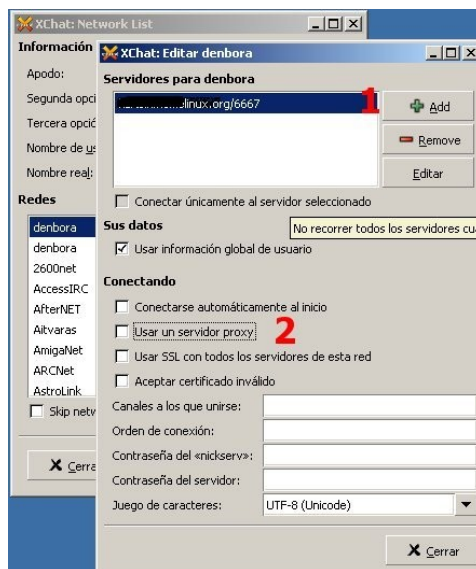 XChat: Network List
Información
Apodo:
Segunda opci
Tercera opció
Nombre de us
Nombre real:
Redes
denbora
denbora
2600net
AccessIRC
AfterNET
Aitvaras
AmigaNet
ARCNet
AstroLink
Skip netw
Cerra
XChat: Editar denbora
Servidores para denbora
linux.org/6667
1
Add
Remove
Editar
Conectar únicamente al servidor seleccionado
No recorrer todos los servidores cua
Sus datos
Usar información global de usuario
Conectando
Conectarse automáticamente al inicio
Usar un servidor proxy
2
Usar SSL con todos los servidores de esta red
Aceptar certificado inválido
Canales a los que unirse:
Orden de conexión:
Contraseña del «nickserv»:
Contraseña del servidor:
Juego de caracteres:
UTF-8 (Unicode)
Cerrar